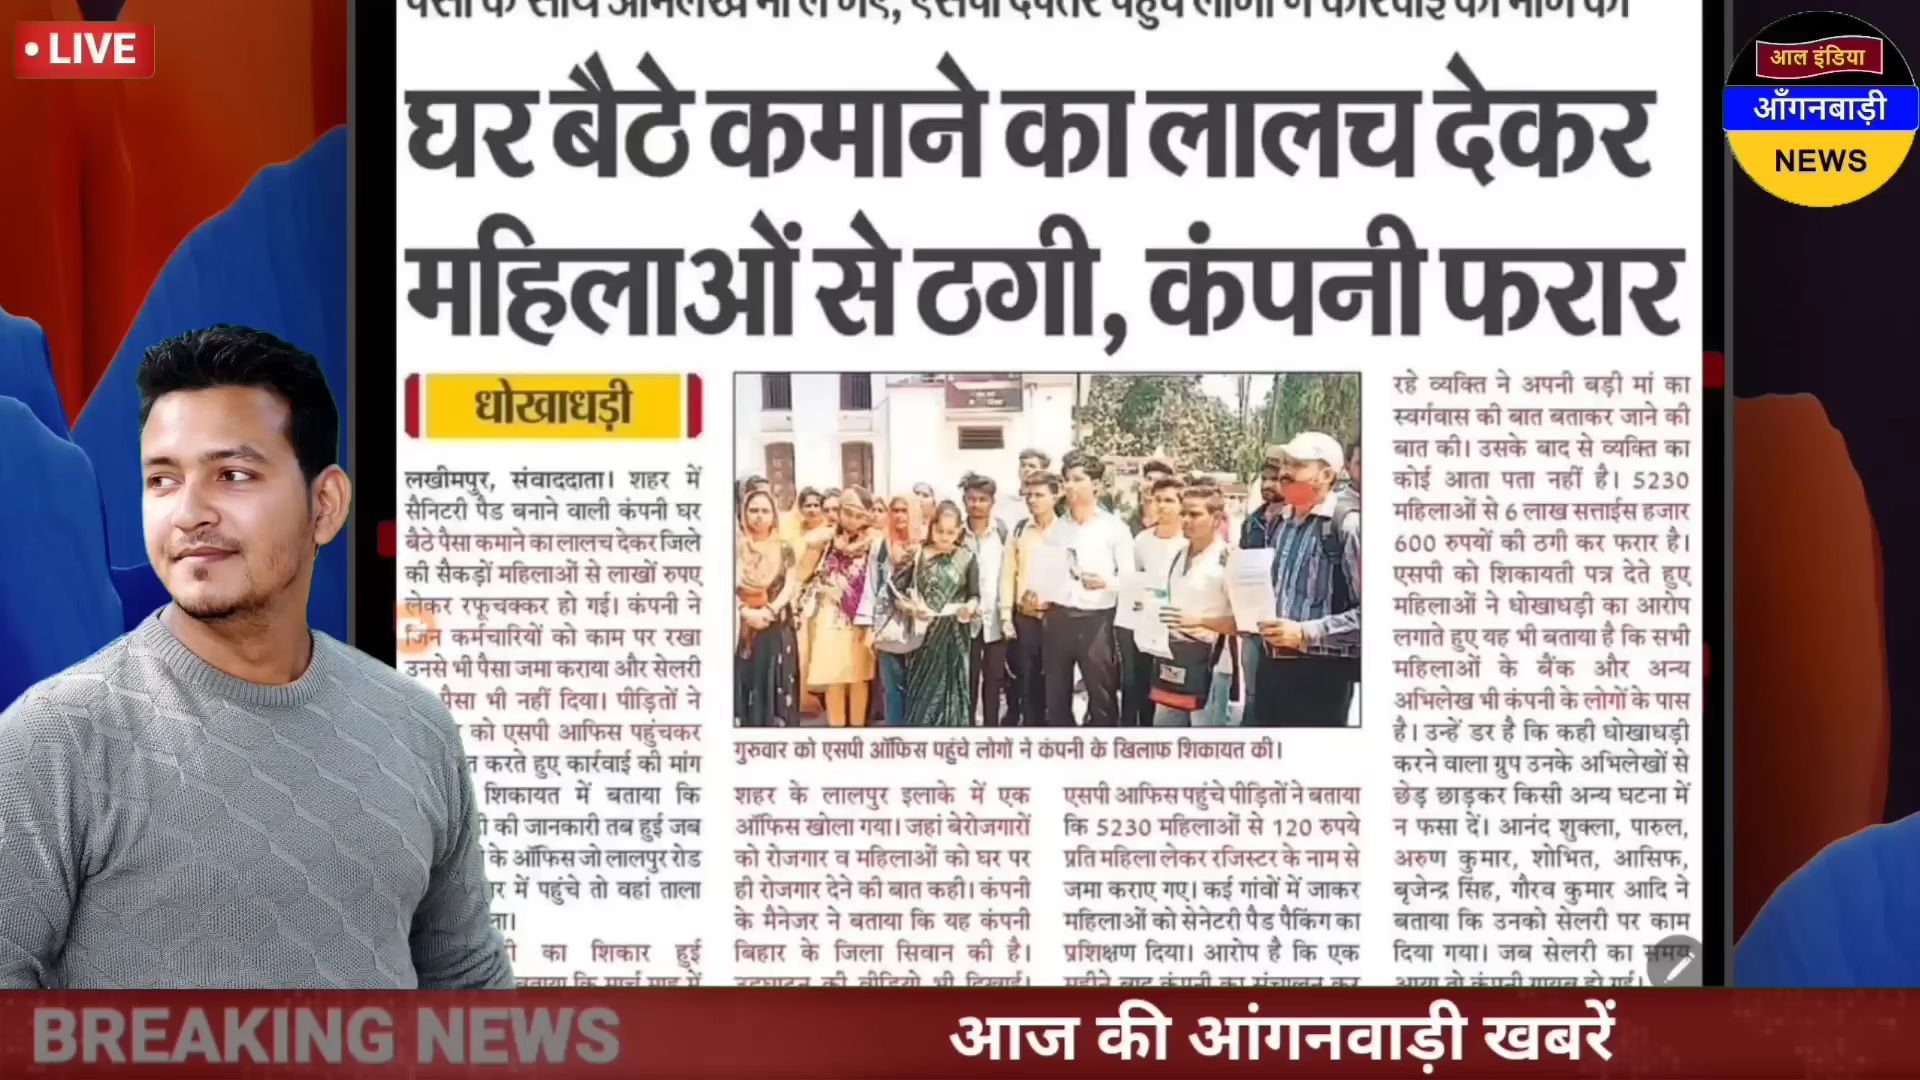 LIVE
आल इंडिया
आँगनबाड़ी
NEWS
घर बैठे कमाने का लालच देकर
महिलाओं से ठगी, कंपनी फरार
धोखाधड़ी
लखीमपुर, संवाददाता। शहर में
सैनिटरी पैड बनाने वाली कंपनी घर
बैठे पैसा कमाने का लालच देकर जिले
की सैकड़ों महिलाओं से लाखों रुपए
लेकर रफूचक्कर हो गई। कंपनी ने
जिन कर्मचारियों को काम पर रखा
उनसे भी पैसा जमा कराया और सेलरी
पैसा भी नहीं दिया। पीड़ितों ने
को एसपी आफिस पहुंचकर
करते हुए कार्रवाई की मांग
शिकायत में बताया कि
की जानकारी तब हुई जब
के ऑफिस जो लालपुर रोड
में पहुंचे तो वहां ताला
का शिकार हुई
गुरुवार को एसपी ऑफिस पहुंचे लोगों ने कंपनी के खिलाफ शिकायत की।
शहर के लालपुर इलाके में एक
ऑफिस खोला गया। जहां बेरोजगारों
को रोजगार व महिलाओं को घर पर
ही रोजगार देने की बात कही। कंपनी
के मैनेजर ने बताया कि यह कंपनी
बिहार के जिला सिवान की है।
एसपी आफिस पहुंचे पीड़ितों ने बताया
कि 5230 महिलाओं से 120 रुपये
प्रति महिला लेकर रजिस्टर के नाम से
जमा कराए गए। कई गांवों में जाकर
महिलाओं को सेनेटरी पैड पैकिंग का
प्रशिक्षण दिया। आरोप है कि एक
रहे व्यक्ति ने अपनी बड़ी मां का
स्वर्गवास की बात बताकर जाने की
बात की। उसके बाद से व्यक्ति का
कोई आता पता नहीं है। 5230
महिलाओं से 6 लाख सत्ताईस हजार
600 रुपयों की ठगी कर फरार है।
एसपी को शिकायती पत्र देते हुए
महिलाओं ने धोखाधड़ी का आरोप
लगाते हुए यह भी बताया है कि सभी
महिलाओं के बैंक और अन्य
अभिलेख भी कंपनी के लोगों के पास
है। उन्हें डर है कि कही धोखाधड़ी
करने वाला ग्रुप उनके अभिलेखों से
छेड़ छाड़कर किसी अन्य घटना में
न फसा दें। आनंद शुक्ला, पारुल,
अरुण कुमार, शोभित, आसिफ,
बृजेन्द्र सिंह, गौरव कुमार आदि ने
बताया कि उनको सेलरी पर काम
दिया गया। जब सेलरी का समय
BREAKING NEWS
आज की आंगनवाड़ी खबरें